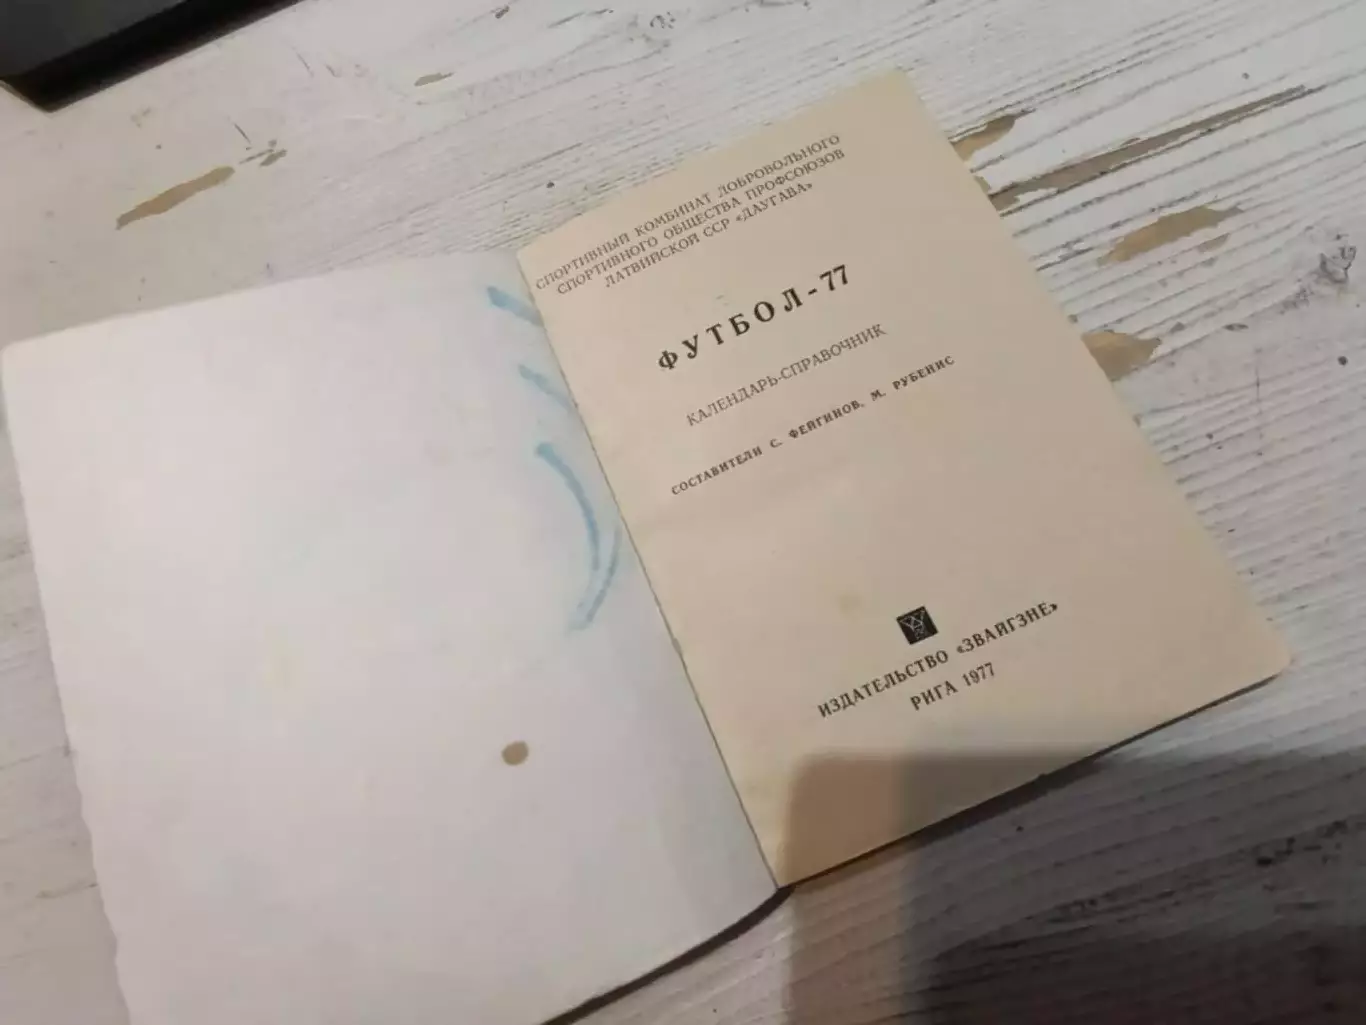 СПОРТИВНЫЙ КОМБИНАТ ДОБРОВОЛЬНОГО
СПОРТИВНОГО ОБЩЕСТВА ПРОФСОЮЗОВ
ЛАТВИЙСКОЙ ССР «ДАУГАВА»
ФУТБОЛ-77
КАЛЕНДАРЬ-СПРАВОЧНИК
СОСТАВИТЕЛИ С. ФЕЙГИНОВ, М. РУБЕНИС
ИЗДАТЕЛЬСТВО «ЗВАЙГЗНЕ»
РИГА 1977